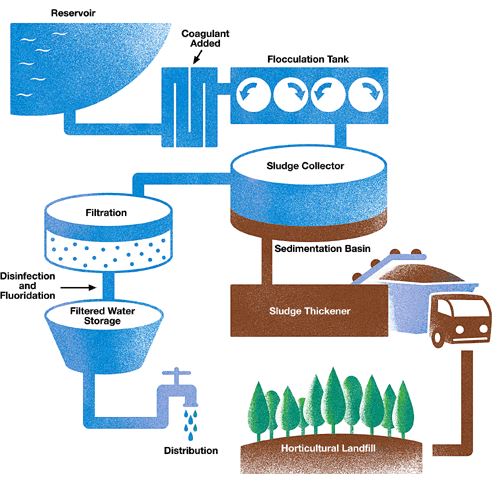 Reservoir
Coagulant
Added
Flocculation Tank
Sludge Collector
Filtration
Sedimentation Basin
Disinfection
and
Fluoridation
Filtered Water
Storage
Sludge Thickener
Distribution
Horticultural Landfill